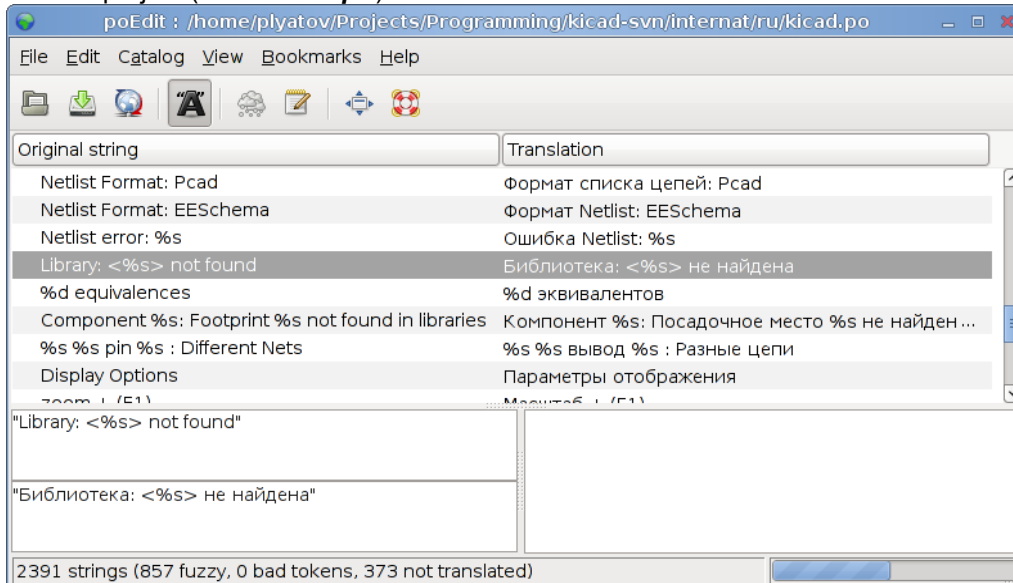 poEdit : /home/plyatov/Projects/Programming/kicad-svn/internat/ru/kicad.po
File Edit Catalog View Bookmarks Help
Original string Translation
Netlist Format: Pcad Формат списка цепей: Pcad
Netlist Format: EESchema Формат Netlist: EESchema
Netlist error: %s Ошибка Netlist: %s
Library: <%s> not found Библиотека: <%s> не найдена
%d equivalences %d эквивалентов
Component %s: Footprint %s not found in libraries Компонент %s: Посадочное место %s не найден...
%s %s pin %s : Different Nets %s %s вывод %s : Разные цепи
Display Options Параметры отображения
zoom + (F1) Масштаб + (F1)
"Library: <%s> not found"
"Библиотека: <%s> не найдена"
2391 strings (857 fuzzy, 0 bad tokens, 373 not translated)